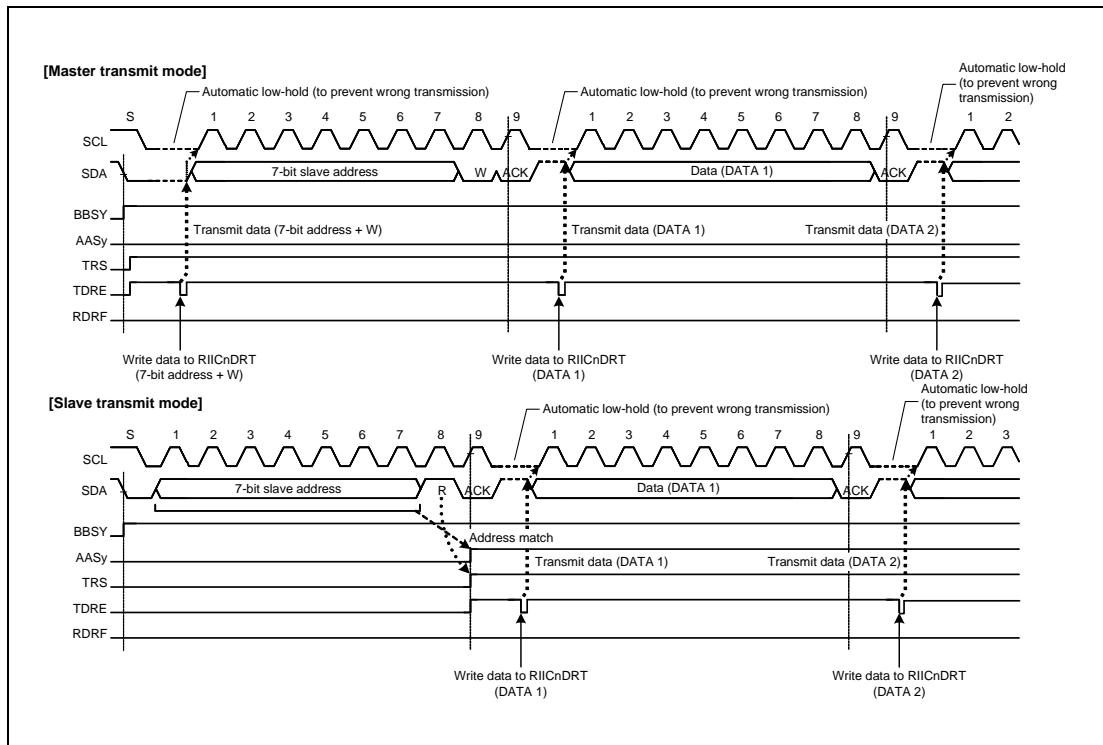 [Master transmit mode]
Automatic low-hold (to prevent wrong transmission)
Automatic low-hold (to prevent wrong transmission)
Automatic low-hold
(to prevent wrong
transmission)
S 1 2 3 4 5 6 7 8 9 1 2 3 4 5 6 7 8 9 1 2
SCL
SDA 7-bit slave address W ACK Data (DATA 1) ACK
BBSY
Transmit data (7-bit address + W) Transmit data (DATA 1) Transmit data (DATA 2)
AASy
TRS
TDRE
RDRF
Write data to RIICnDRT
(7-bit address + W)
Write data to RIICnDRT
(DATA 1)
Write data to RIICnDRT
(DATA 2)
[Slave transmit mode]
Automatic low-hold (to prevent wrong transmission)
Automatic low-hold
(to prevent wrong
transmission)
S 1 2 3 4 5 6 7 8 9 1 2 3 4 5 6 7 8 9 1 2 3
SCL
SDA 7-bit slave address R ACK Data (DATA 1) ACK
BBSY
Address match
AASy
Transmit data (DATA 1) Transmit data (DATA 2)
TRS
TDRE
RDRF
Write data to RIICnDRT
(DATA 1)
Write data to RIICnDRT
(DATA 2)